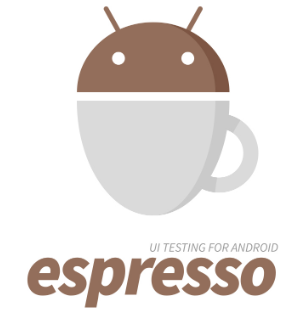 UI TESTING FOR ANDROID
espresso